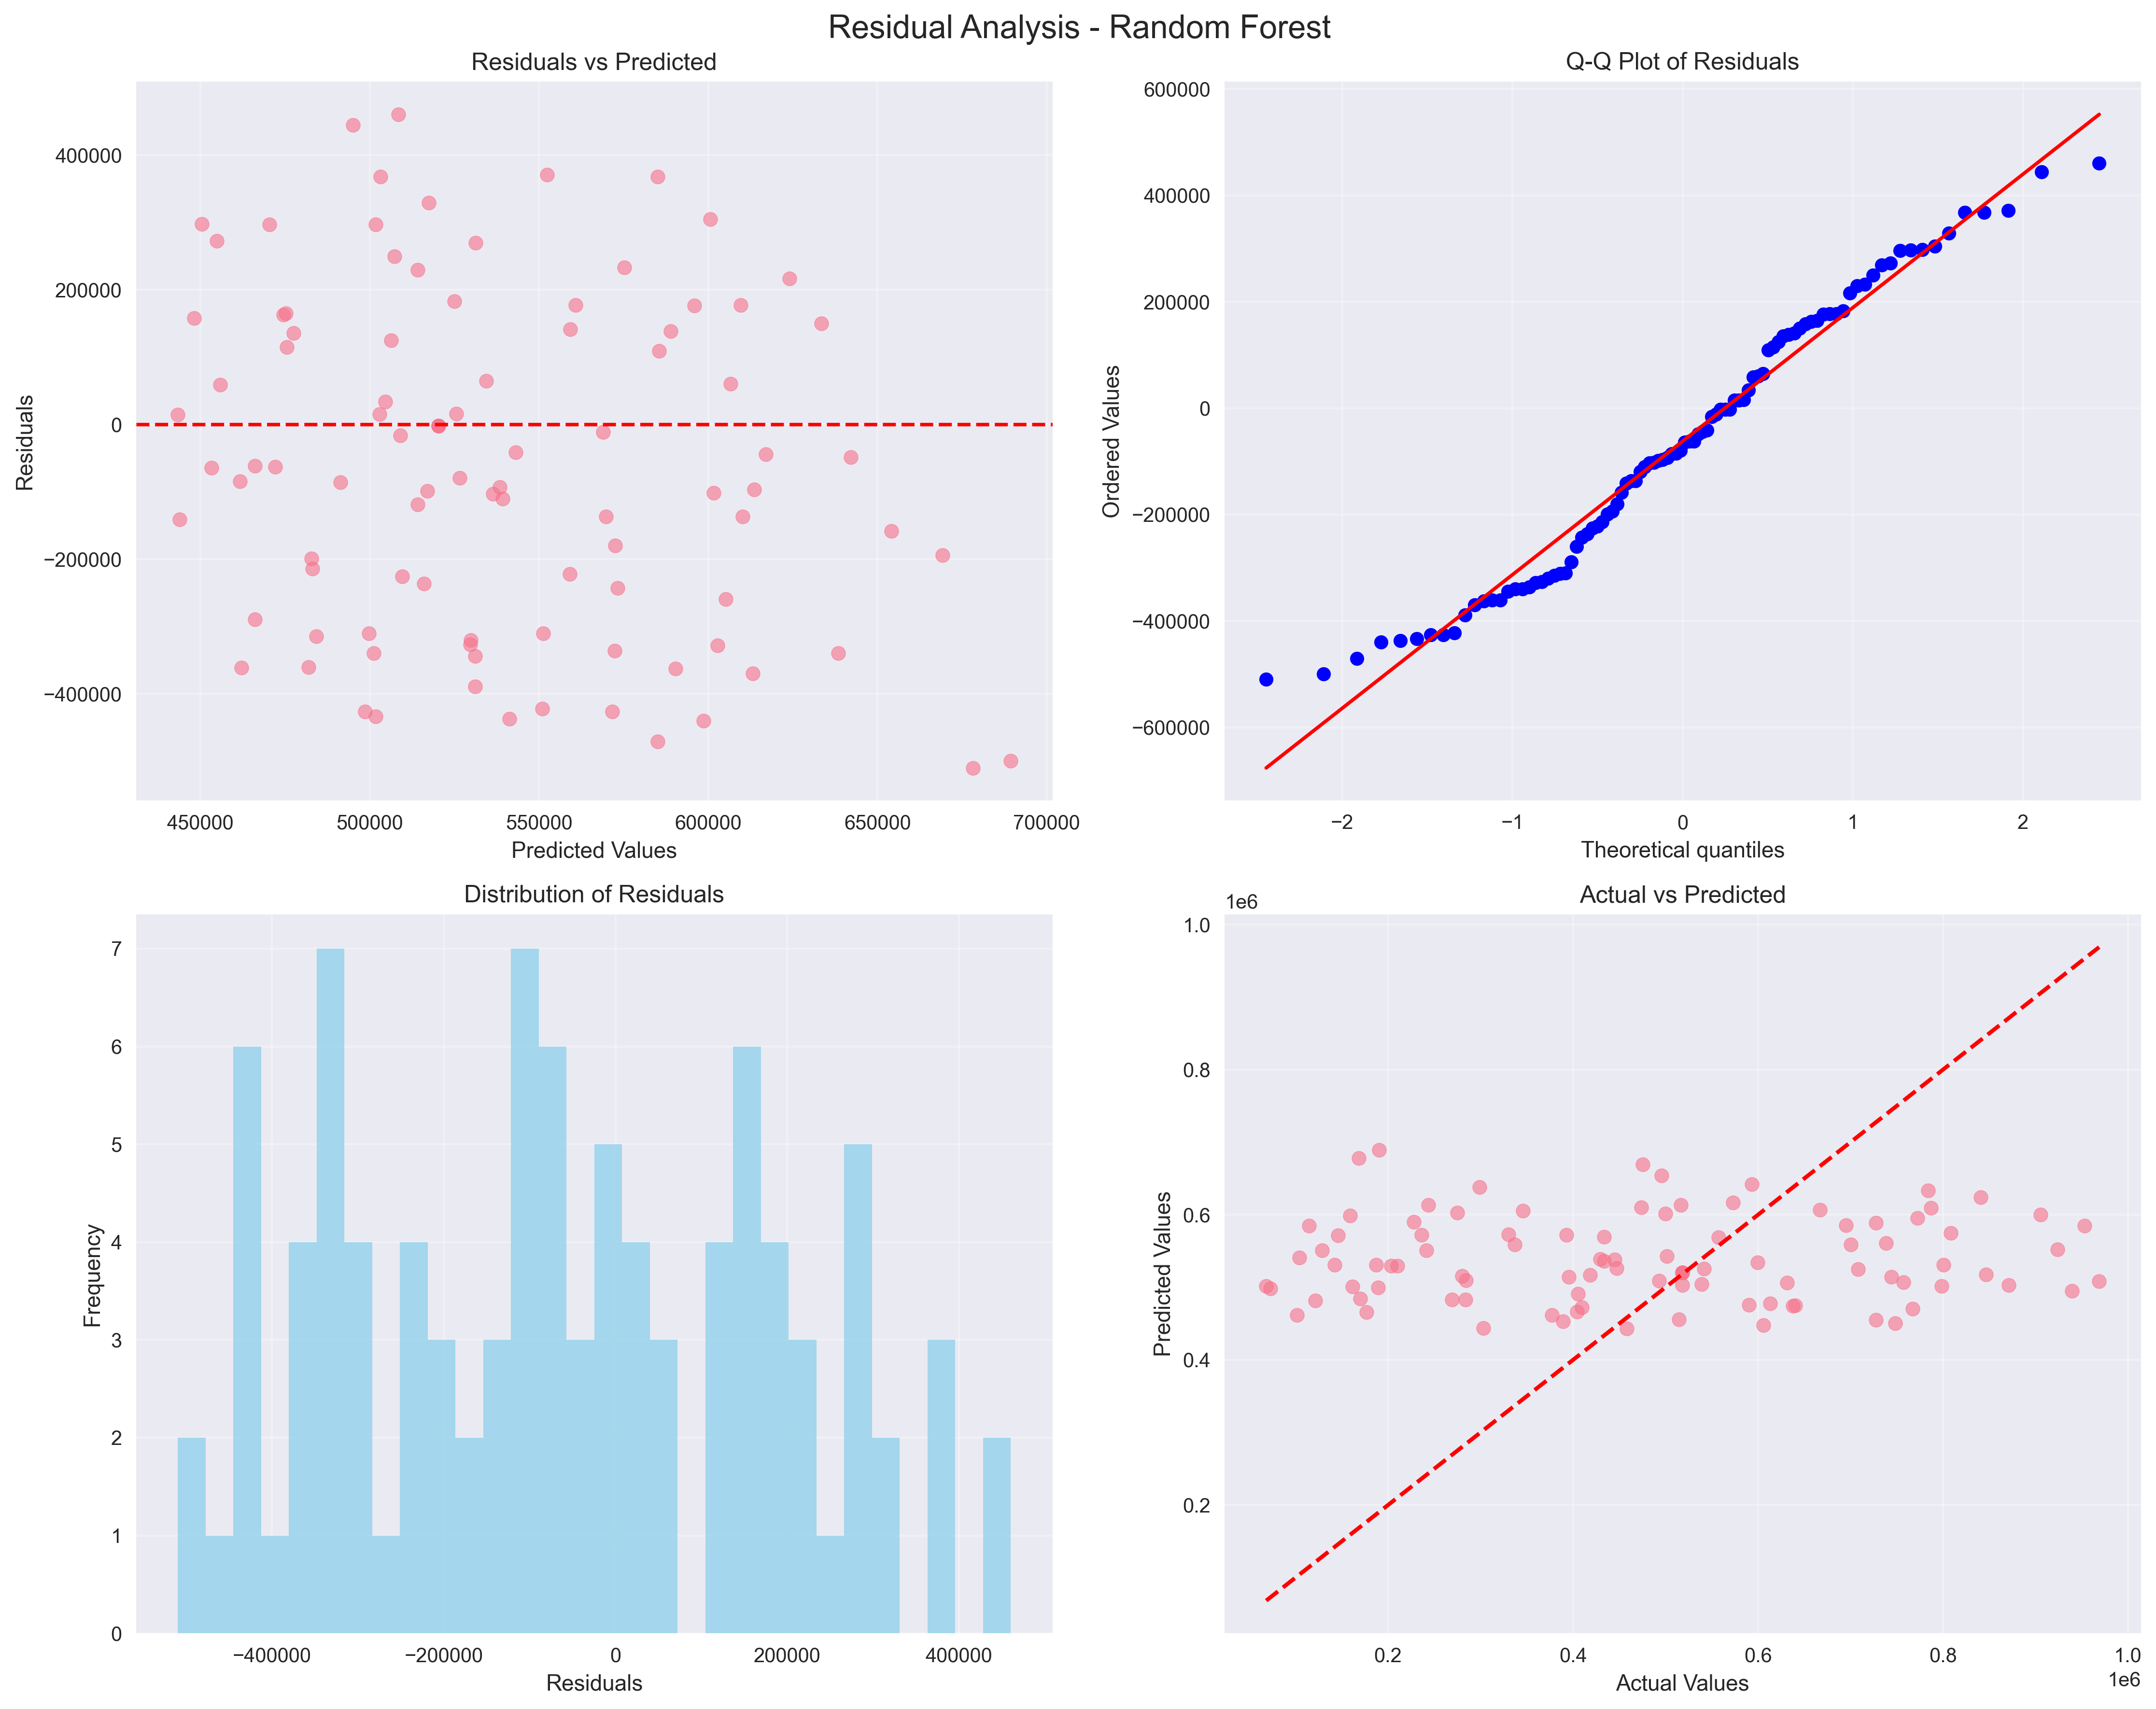 Residual Analysis - Random Forest
Residuals vs Predicted
400000
200000
0
−200000
−400000
Residuals
450000 500000 550000 600000 650000 700000
Predicted Values
Q-Q Plot of Residuals
600000
400000
200000
0
−200000
−400000
−600000
Ordered Values
−2 −1 0 1 2
Theoretical quantiles
Distribution of Residuals
7
6
5
4
3
2
1
0
Frequency
−400000 −200000 0 200000 400000
Residuals
Actual vs Predicted
1e6
1.0
0.8
0.6
0.4
0.2
Predicted Values
0.2 0.4 0.6 0.8 1.0
1e6
Actual Values